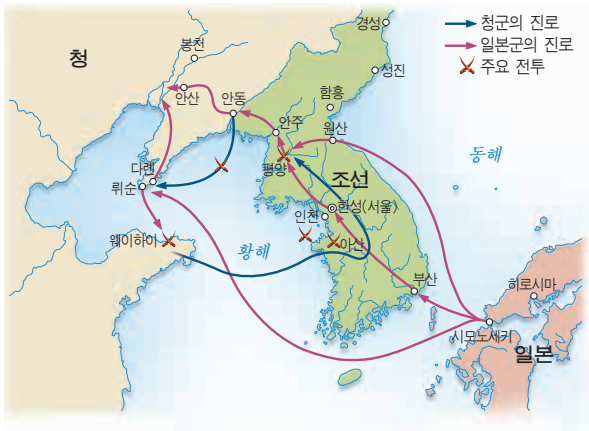 청군의 진로
일본군의 진로
주요 전투
청
봉천
안산
안동
경성
성진
함흥
안주
원산
평양
동해
다롄
뤼순
조선
한성(서울)
인천
아산
웨이하이
황해
부산
히로시마
시모노세키
일본